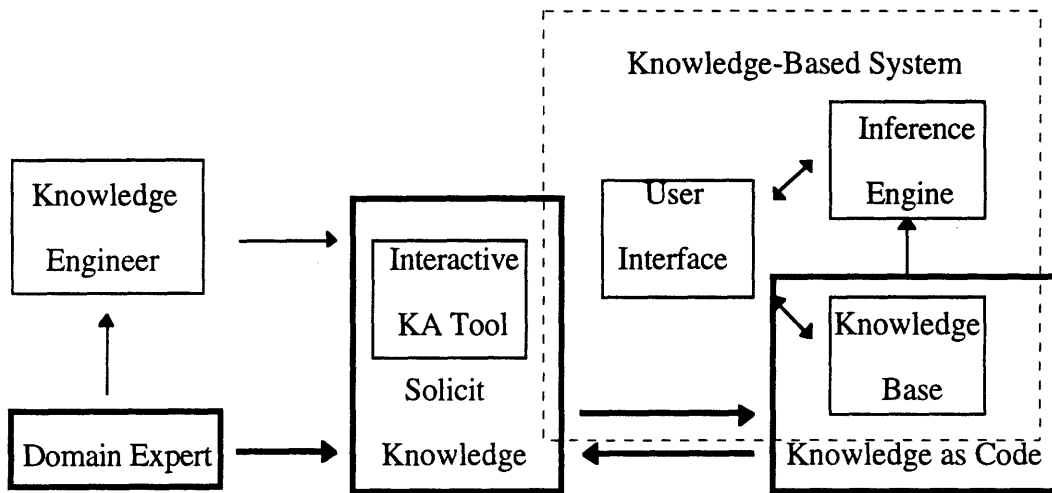 Knowledge-Based System
Inference
Engine
Knowledge
Engineer
User
Interface
Interactive
KA Tool
Solicit
Knowledge
Domain Expert
Knowledge
Base
Knowledge as Code